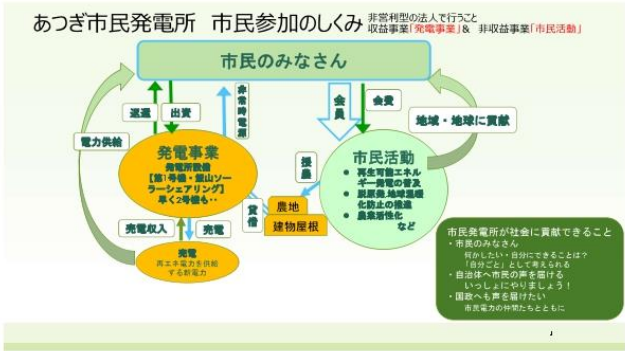 あつぎ市民発電所 市民参加のしくみ
非営利型の法人で行うこと
収益事業「発電事業」& 非収益事業「市民活動」
市民のみなさん
返還
出資
非常時電源
会員
会費
電力供給
地域・地球に貢献
発電事業
発電所設備
【第1号機・飯山ソー
ラーシェアリング】
早く2号機も・・
援農
市民活動
● 再生可能エネル
ギー発電の普及
● 脱原発、地球温暖
化防止の推進
● 農業活性化
など
賃借
農地
建物屋根
売電収入
売電
売電
再エネ電力を供給
する新電力
市民発電所が社会に貢献できること
・市民のみなさん
何かしたい・自分にできることは?
「自分ごと」として考えられる
・自治体へ市民の声を届ける
いっしょにやりましょう!
・国政へも声を届けたい
市民電力の仲間たちとともに